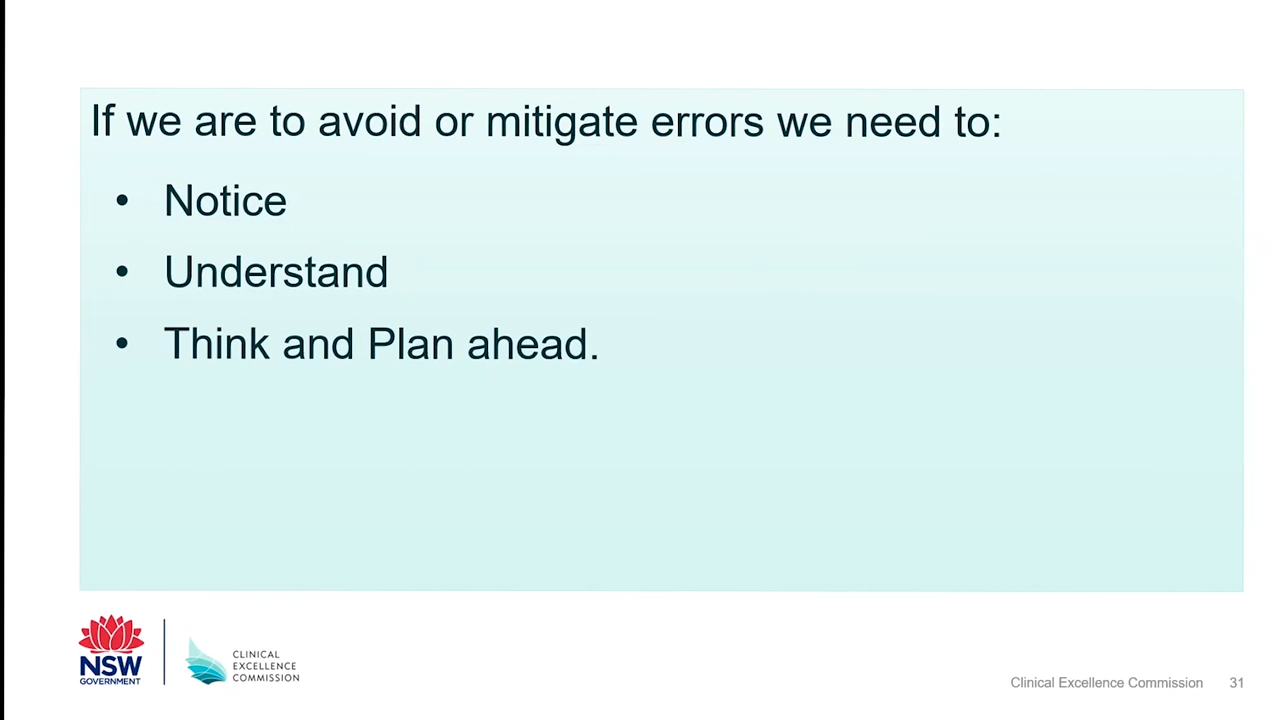 If we are to avoid or mitigate errors we need to:
• Notice
• Understand
• Think and Plan ahead.
NSW
GOVERNMENT
CLINICAL
EXCELLENCE
COMMISSION
Clinical Excellence Commission 31